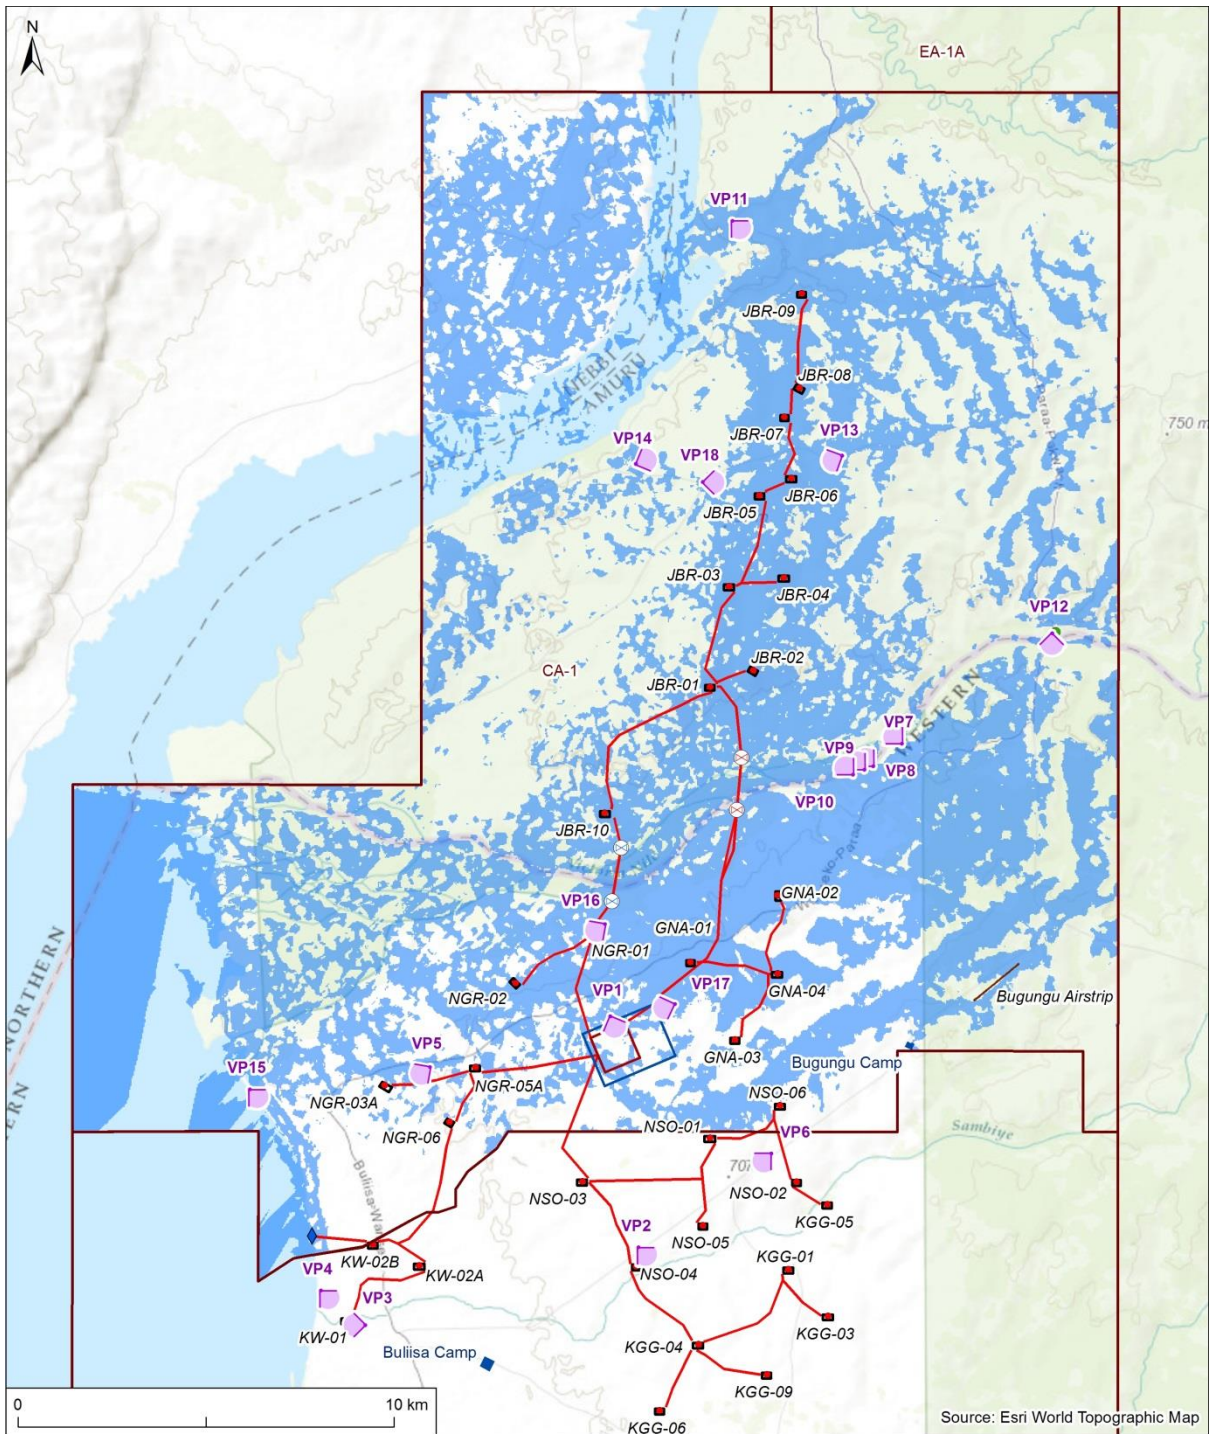 N
EA-1A
VP11
JBR-09
JBR-08
JBR-07
VP13
VP14
VP18
750 m
JBR-06
JBR-05
JBR-03
JBR-04
VP12
JBR-02
CA-1
JBR-01
VP7
WESTERN
VP9
VP8
VP10
JBR-10
GNA-02
VP16
GNA-01
NGR-01
NORTHERN
NGR-02
VP17
GNA-04
VP1
Bugungu Airstrip
VP5
GNA-03
Bugungu Camp
VP15
NGR-05A
NGR-03A
NSO-06
NGR-06
NSO-01
Sambiye
VP6
NSO-03
NSO-02
KGG-05
NSO-05
VP2
KW-02B
KGG-01
NSO-04
KW-02A
VP4
VP3
KW-01
KGG-03
KGG-04
Buliisa Camp
KGG-09
0
10 km
KGG-06
Source: Esri World Topographic Map